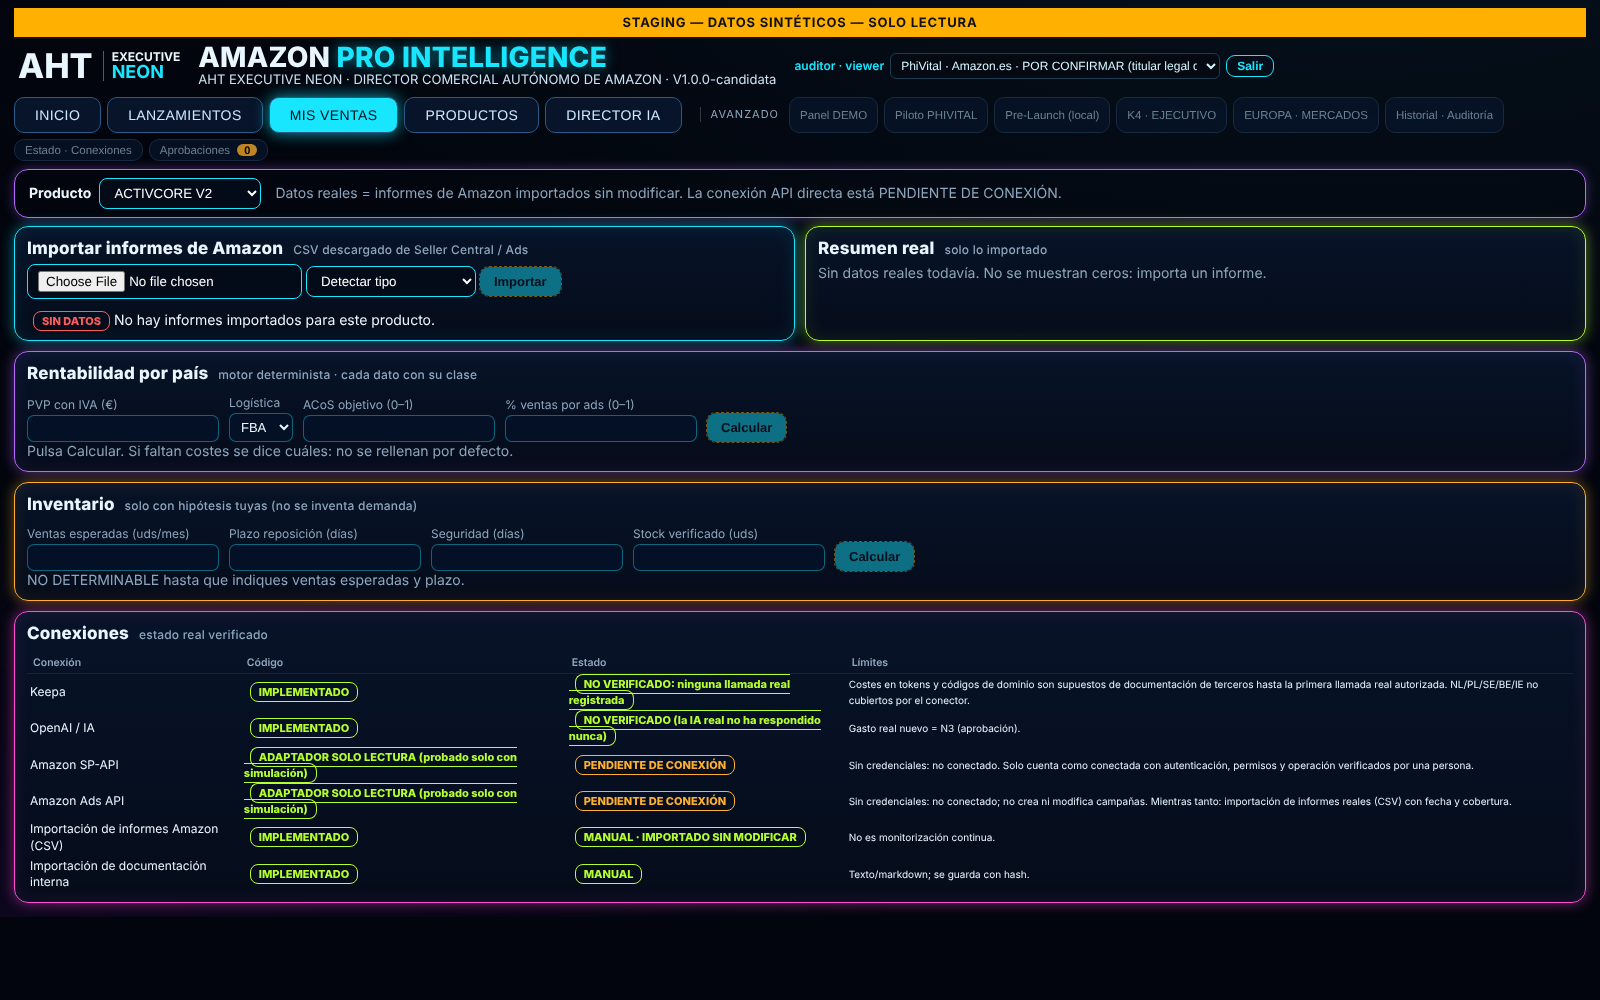 STAGING — DATOS SINTÉTICOS — SOLO LECTURA
AHT EXECUTIVE NEON
AMAZON PRO INTELLIGENCE
AHT EXECUTIVE NEON · DIRECTOR COMERCIAL AUTÓNOMO DE AMAZON · V1.0.0-candidata
auditor · viewer PhiVital · Amazon.es · POR CONFIRMAR (titular legal c Salir
INICIO LANZAMIENTOS MIS VENTAS PRODUCTOS DIRECTOR IA AVANZADO Panel DEMO Piloto PHIVITAL Pre-Launch (local) K4 · EJECUTIVO EUROPA · MERCADOS Historial · Auditoría
Estado · Conexiones Aprobaciones 0
Producto ACTIVCORE V2 Datos reales = informes de Amazon importados sin modificar. La conexión API directa está PENDIENTE DE CONEXIÓN.
Importar informes de Amazon CSV descargado de Seller Central / Ads
Choose File No file chosen Detectar tipo Importar
SIN DATOS No hay informes importados para este producto.
Resumen real solo lo importado
Sin datos reales todavía. No se muestran ceros: importa un informe.
Rentabilidad por país motor determinista · cada dato con su clase
PVP con IVA (€) Logística ACoS objetivo (0–1) % ventas por ads (0–1)
FBA Calcular
Pulsa Calcular. Si faltan costes se dice cuáles: no se rellenan por defecto.
Inventario solo con hipótesis tuyas (no se inventa demanda)
Ventas esperadas (uds/mes) Plazo reposición (días) Seguridad (días) Stock verificado (uds)
Calcular
NO DETERMINABLE hasta que indiques ventas esperadas y plazo.
Conexiones estado real verificado
Conexión Código Estado Límites
Keepa IMPLEMENTADO NO VERIFICADO: ninguna llamada real registrada Costes en tokens y códigos de dominio son supuestos de documentación de terceros hasta la primera llamada real autorizada. NL/PL/SE/BE/IE no cubiertos por el conector.
OpenAI / IA IMPLEMENTADO NO VERIFICADO (la IA real no ha respondido nunca) Gasto real nuevo = N3 (aprobación).
Amazon SP-API ADAPTADOR SOLO LECTURA (probado solo con simulación) PENDIENTE DE CONEXIÓN Sin credenciales: no conectado. Solo cuenta como conectada con autenticación, permisos y operación verificados por una persona.
Amazon Ads API ADAPTADOR SOLO LECTURA (probado solo con simulación) PENDIENTE DE CONEXIÓN Sin credenciales: no conectado; no crea ni modifica campañas. Mientras tanto: importación de informes reales (CSV) con fecha y cobertura.
Importación de informes Amazon (CSV) IMPLEMENTADO MANUAL · IMPORTADO SIN MODIFICAR No es monitorización continua.
Importación de documentación interna IMPLEMENTADO MANUAL Texto/markdown; se guarda con hash.